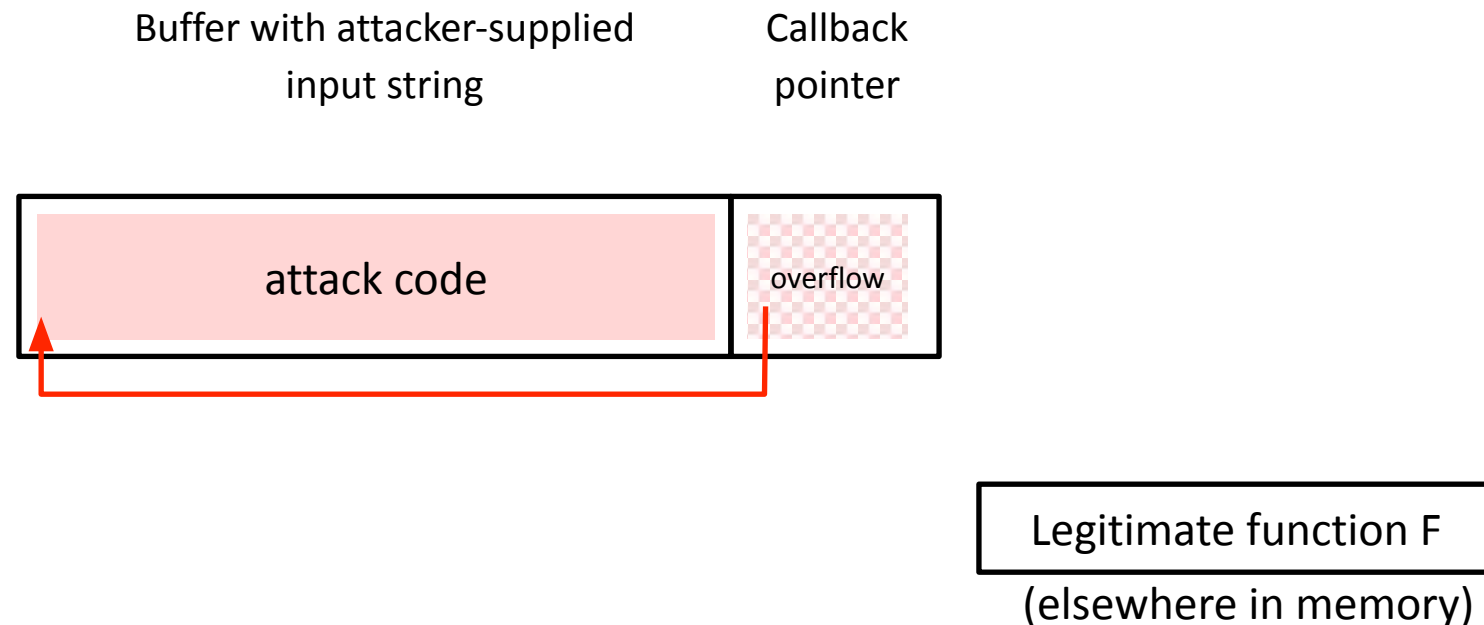 Buffer with attacker-supplied
input string
Callback
pointer
attack code
overflow
Legitimate function F
(elsewhere in memory)